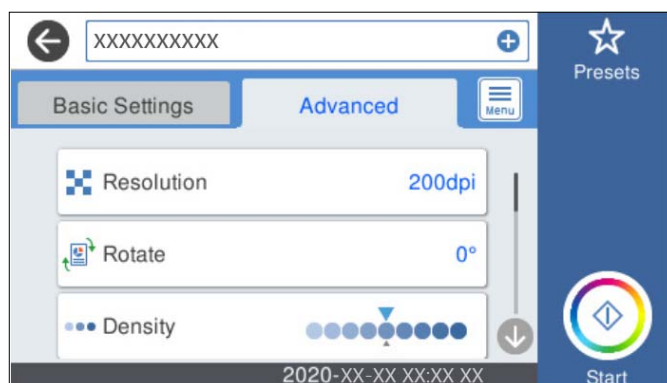 XXXXXXXXXX
Presets
Basic Settings
Advanced
Menu
Resolution 200dpi
Rotate 0°
Density
2020-XX-XX XX:XX XX
Start